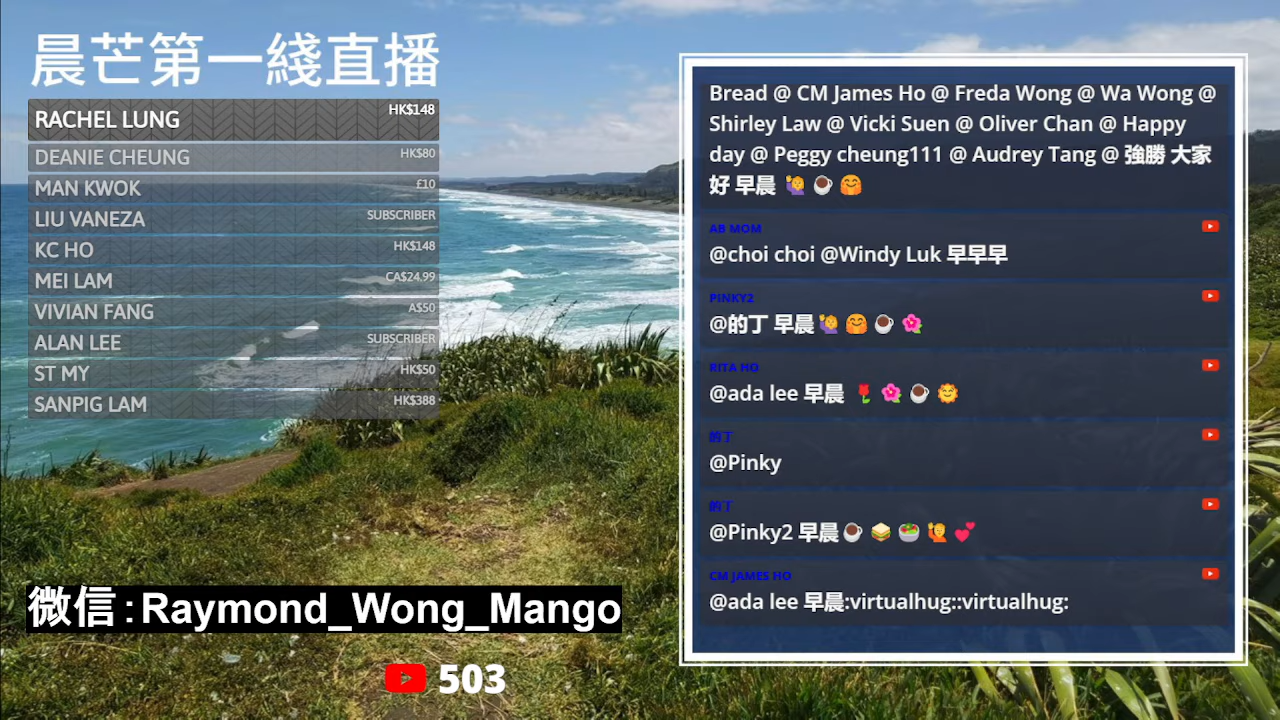 晨芒第一綫直播
RACHEL LUNG HK$148
DEANIE CHEUNG HK$80
MAN KWOK £10
LIU VANEZA SUBSCRIBER
KC HO HK$148
MEI LAM CA$24.99
VIVIAN FANG A$50
ALAN LEE SUBSCRIBER
ST MY HK$50
SANPIG LAM HK$388
微信:Raymond_Wong_Mango
503
Bread @ CM James Ho @ Freda Wong @ Wa Wong @
Shirley Law @ Vicki Suen @ Oliver Chan @ Happy
day @ Peggy cheung111 @ Audrey Tang @ 強勝 大家
好 早晨 🙋 ☕ 🤗
AB MOM
@choi choi @Windy Luk 早早早
PINKY2
@的丁 早晨🙋 🤗 ☕ 🌺
RITA HO
@ada lee 早晨 🌹 🌺 ☕ 🌞
的丁
@Pinky
的丁
@Pinky2 早晨☕ 🥪 🥗 🙋 💕
CM JAMES HO
@ada lee 早晨:virtualhug::virtualhug: